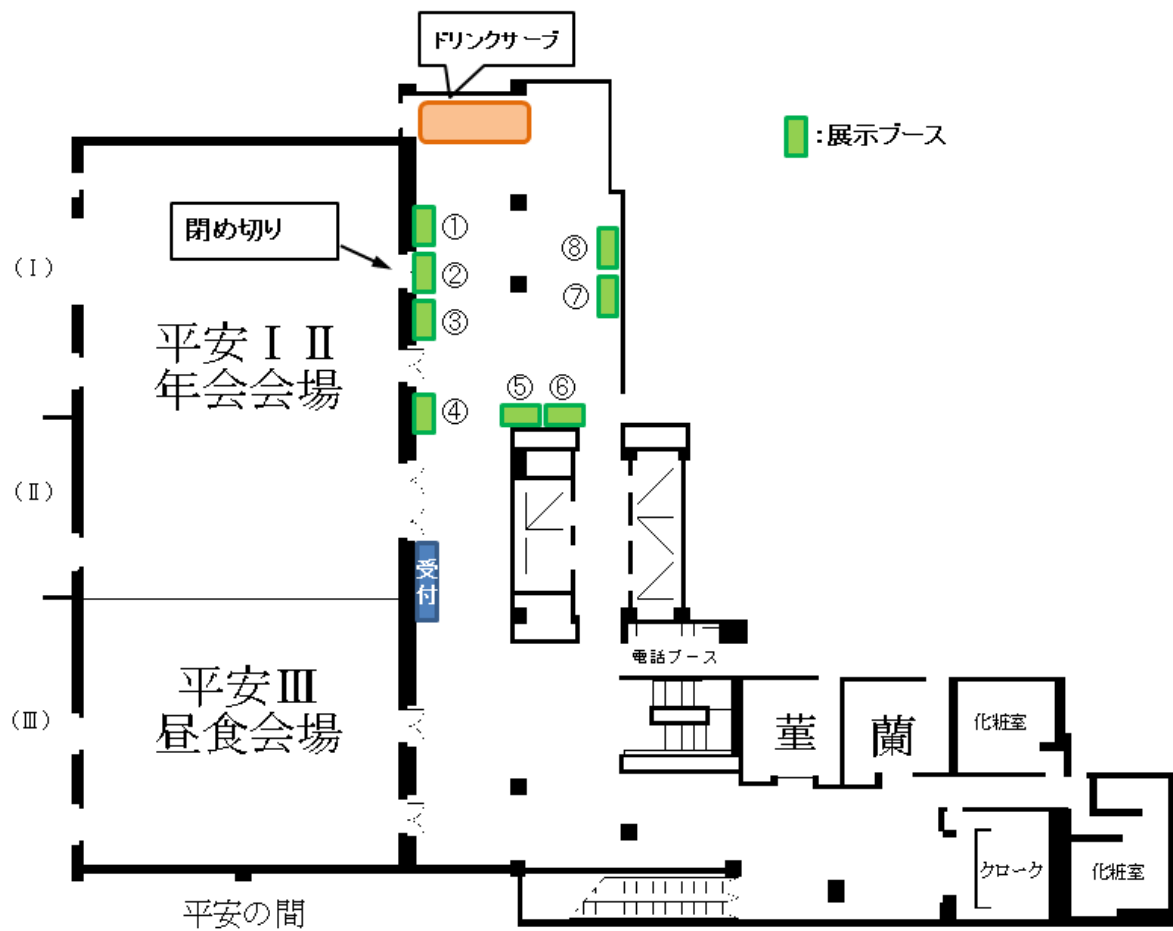 ドリンクサーブ
:展示ブース
閉め切り
①
②
③
④
⑤
⑥
⑦
⑧
(Ⅰ)
平安ⅠⅡ
年会会場
(Ⅱ)
受付
平安Ⅲ
昼食会場
(Ⅲ)
電話ブース
菫
蘭
化粧室
クローク
化粧室
平安の間